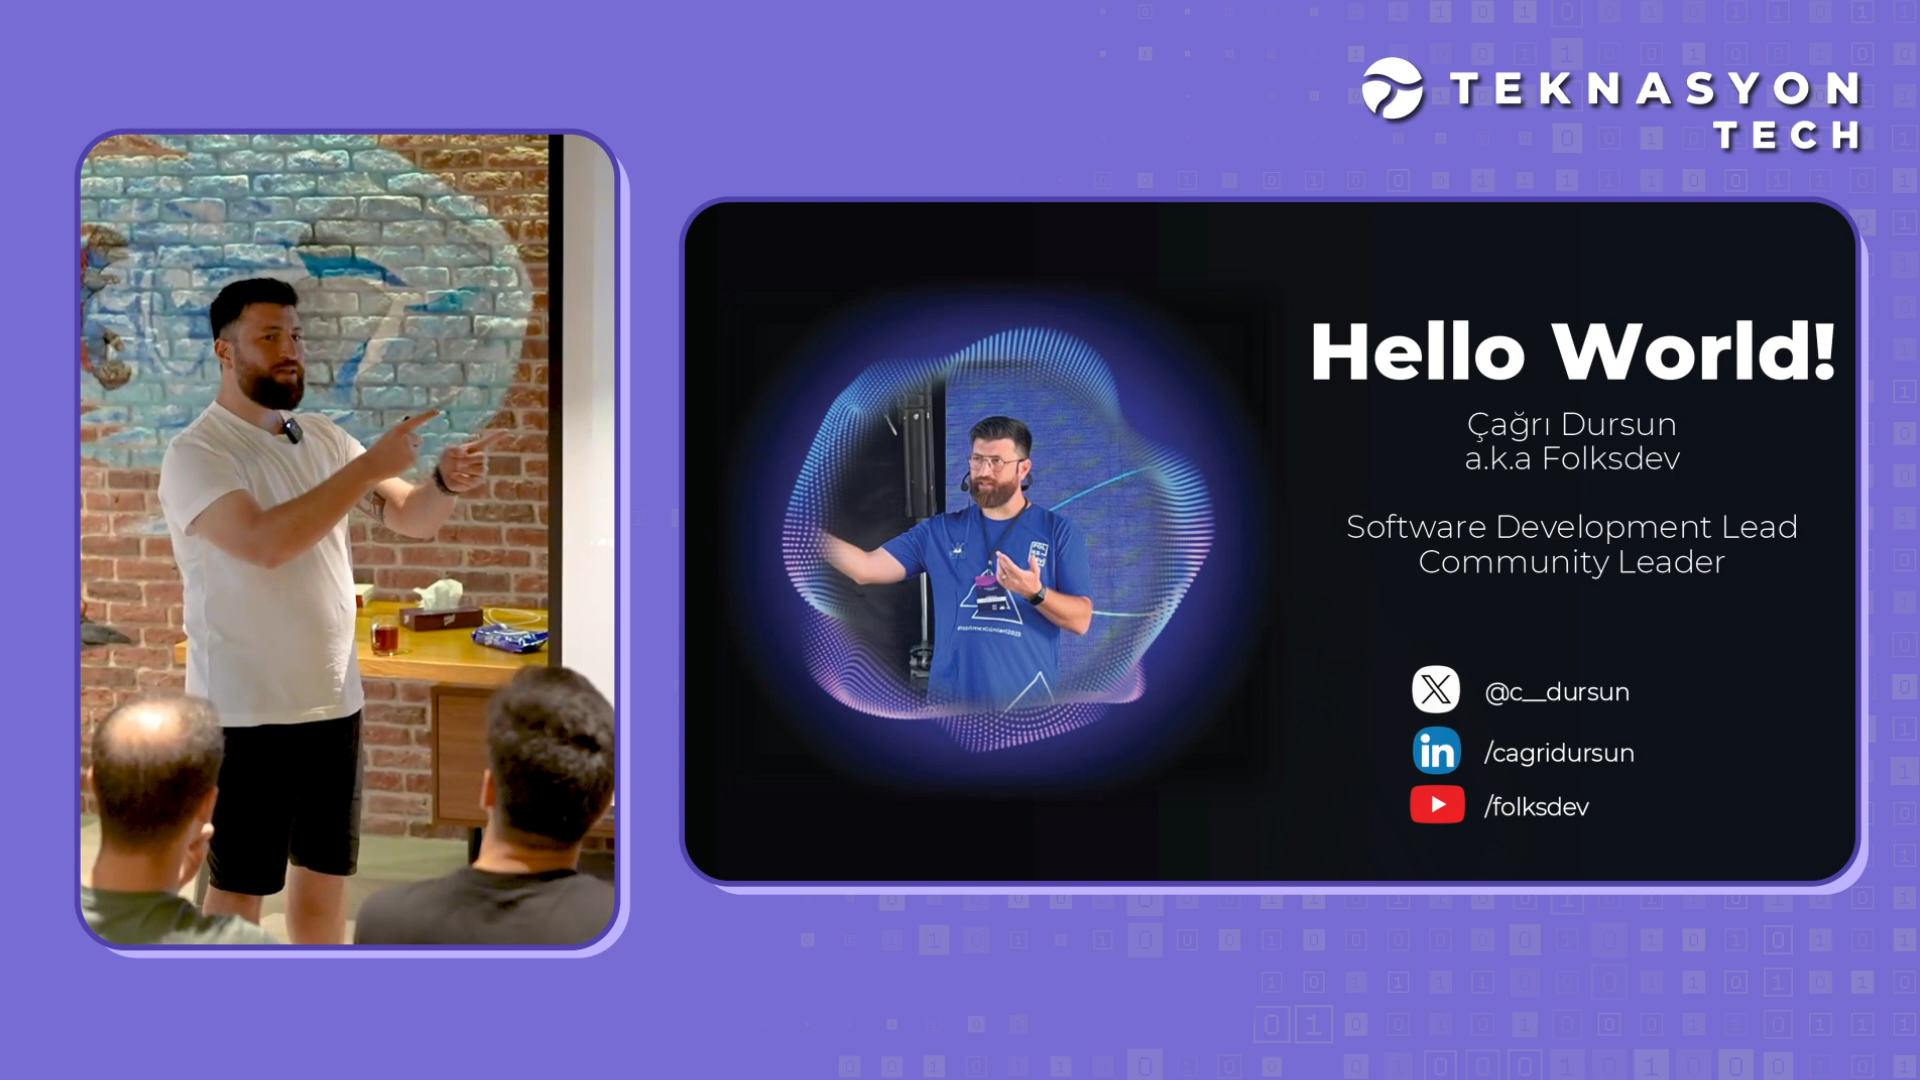 TEKNASYON
TECH
Hello World!
Çağrı Dursun
a.k.a Folksdev
Software Development Lead
Community Leader
@c__dursun
/cagridursun
/folksdev